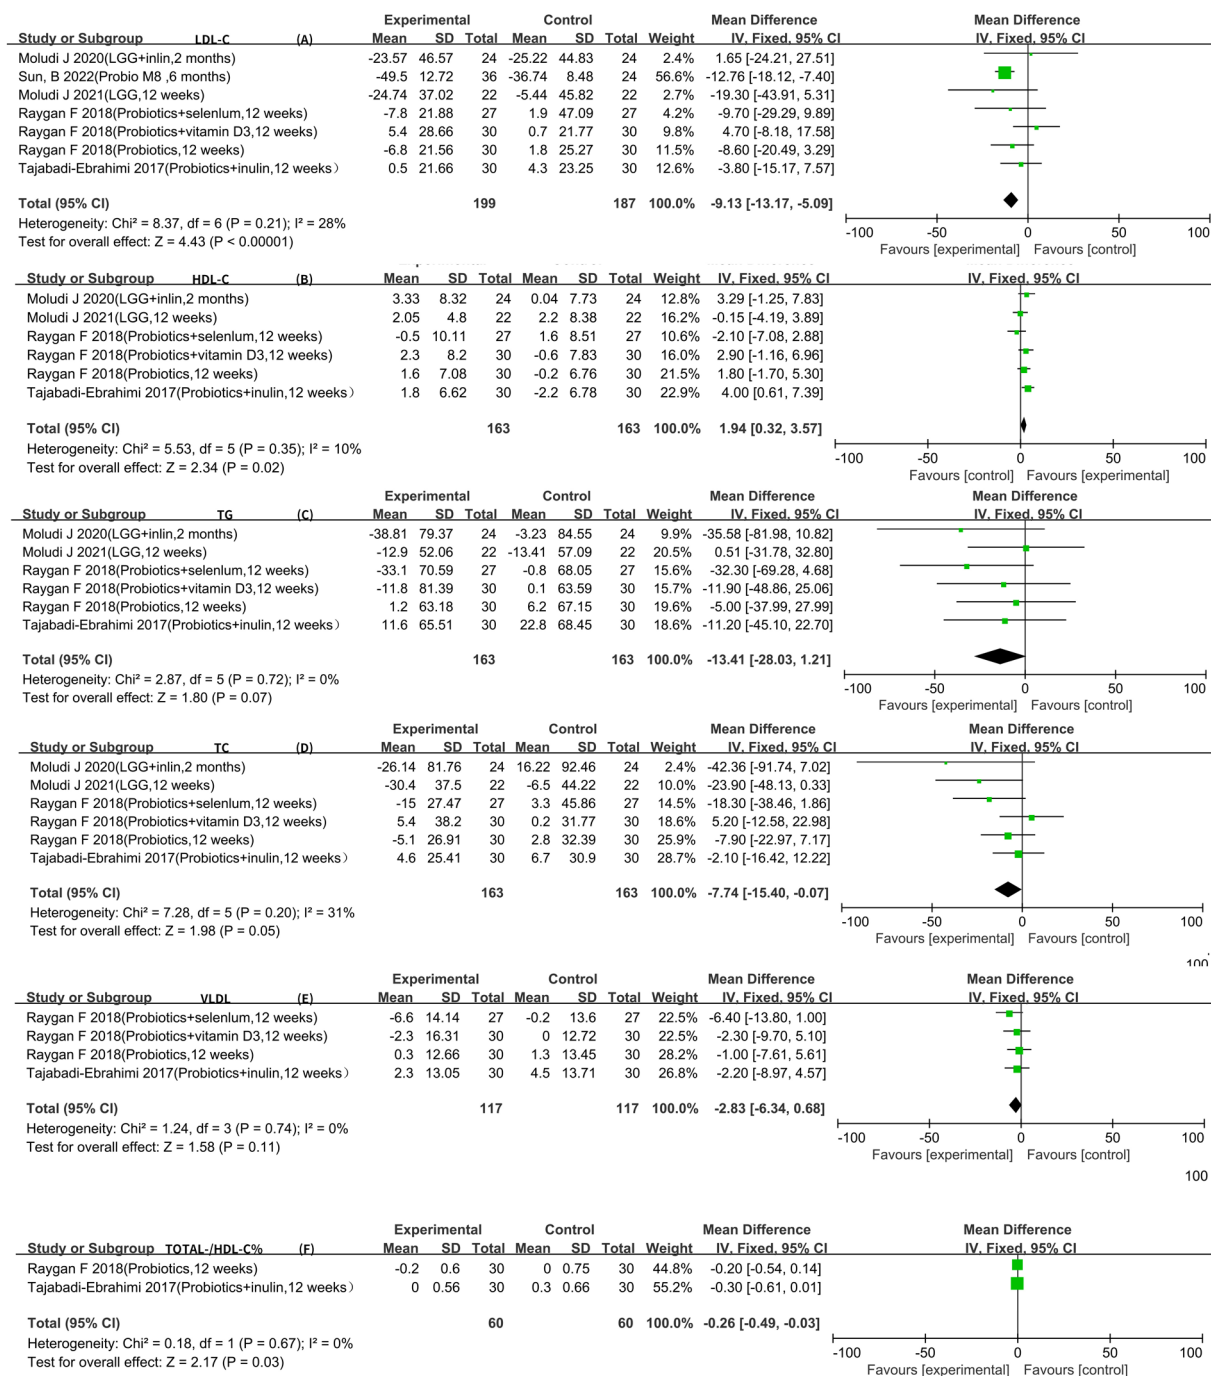 Experimental Control Mean Difference Mean Difference
Study or Subgroup LDL-C (A) Mean SD Total Mean SD Total Weight IV, Fixed, 95% CI IV, Fixed, 95% CI
Moludi J 2020(LGG+inlin,2 months) -23.57 46.57 24 -25.22 44.83 24 2.4% 1.65 [-24.21, 27.51]
Sun, B 2022(Probio M8 ,6 months) -49.5 12.72 36 -36.74 8.48 24 56.6% -12.76 [-18.12, -7.40]
Moludi J 2021(LGG,12 weeks) -24.74 37.02 22 -5.44 45.82 22 2.7% -19.30 [-43.91, 5.31]
Raygan F 2018(Probiotics+selenlum,12 weeks) -7.8 21.88 27 1.9 47.09 27 4.2% -9.70 [-29.29, 9.89]
Raygan F 2018(Probiotics+vitamin D3,12 weeks) 5.4 28.66 30 0.7 21.77 30 9.8% 4.70 [-8.18, 17.58]
Raygan F 2018(Probiotics,12 weeks) -6.8 21.56 30 1.8 25.27 30 11.5% -8.60 [-20.49, 3.29]
Tajabadi-Ebrahimi 2017(Probiotics+inulin,12 weeks） 0.5 21.66 30 4.3 23.25 30 12.6% -3.80 [-15.17, 7.57]
Total (95% CI) 199 187 100.0% -9.13 [-13.17, -5.09]
Heterogeneity: Chi² = 8.37, df = 6 (P = 0.21); I² = 28%
Test for overall effect: Z = 4.43 (P < 0.00001)
-100 -50 0 50 100
Favours [experimental] Favours [control]
Study or Subgroup HDL-C (B) Mean SD Total Mean SD Total Weight IV, Fixed, 95% CI IV, Fixed, 95% CI
Moludi J 2020(LGG+inlin,2 months) 3.33 8.32 24 0.04 7.73 24 12.8% 3.29 [-1.25, 7.83]
Moludi J 2021(LGG,12 weeks) 2.05 4.8 22 2.2 8.38 22 16.2% -0.15 [-4.19, 3.89]
Raygan F 2018(Probiotics+selenlum,12 weeks) -0.5 10.11 27 1.6 8.51 27 10.6% -2.10 [-7.08, 2.88]
Raygan F 2018(Probiotics+vitamin D3,12 weeks) 2.3 8.2 30 -0.6 7.83 30 16.0% 2.90 [-1.16, 6.96]
Raygan F 2018(Probiotics,12 weeks) 1.6 7.08 30 -0.2 6.76 30 21.5% 1.80 [-1.70, 5.30]
Tajabadi-Ebrahimi 2017(Probiotics+inulin,12 weeks） 1.8 6.62 30 -2.2 6.78 30 22.9% 4.00 [0.61, 7.39]
Total (95% CI) 163 163 100.0% 1.94 [0.32, 3.57]
Heterogeneity: Chi² = 5.53, df = 5 (P = 0.35); I² = 10%
Test for overall effect: Z = 2.34 (P = 0.02)
-100 -50 0 50 100
Favours [control] Favours [experimental]
Experimental Control Mean Difference Mean Difference
Study or Subgroup TG (C) Mean SD Total Mean SD Total Weight IV, Fixed, 95% CI IV, Fixed, 95% CI
Moludi J 2020(LGG+inlin,2 months) -38.81 79.37 24 -3.23 84.55 24 9.9% -35.58 [-81.98, 10.82]
Moludi J 2021(LGG,12 weeks) -12.9 52.06 22 -13.41 57.09 22 20.5% 0.51 [-31.78, 32.80]
Raygan F 2018(Probiotics+selenlum,12 weeks) -33.1 70.59 27 -0.8 68.05 27 15.6% -32.30 [-69.28, 4.68]
Raygan F 2018(Probiotics+vitamin D3,12 weeks) -11.8 81.39 30 0.1 63.59 30 15.7% -11.90 [-48.86, 25.06]
Raygan F 2018(Probiotics,12 weeks) 1.2 63.18 30 6.2 67.15 30 19.6% -5.00 [-37.99, 27.99]
Tajabadi-Ebrahimi 2017(Probiotics+inulin,12 weeks） 11.6 65.51 30 22.8 68.45 30 18.6% -11.20 [-45.10, 22.70]
Total (95% CI) 163 163 100.0% -13.41 [-28.03, 1.21]
Heterogeneity: Chi² = 2.87, df = 5 (P = 0.72); I² = 0%
Test for overall effect: Z = 1.80 (P = 0.07)
-100 -50 0 50 100
Favours [experimental] Favours [control]
Experimental Control Mean Difference Mean Difference
Study or Subgroup TC (D) Mean SD Total Mean SD Total Weight IV, Fixed, 95% CI IV, Fixed, 95% CI
Moludi J 2020(LGG+inlin,2 months) -26.14 81.76 24 16.22 92.46 24 2.4% -42.36 [-91.74, 7.02]
Moludi J 2021(LGG,12 weeks) -30.4 37.5 22 -6.5 44.22 22 10.0% -23.90 [-48.13, 0.33]
Raygan F 2018(Probiotics+selenlum,12 weeks) -15 27.47 27 3.3 45.86 27 14.5% -18.30 [-38.46, 1.86]
Raygan F 2018(Probiotics+vitamin D3,12 weeks) 5.4 38.2 30 0.2 31.77 30 18.6% 5.20 [-12.58, 22.98]
Raygan F 2018(Probiotics,12 weeks) -5.1 26.91 30 2.8 32.39 30 25.9% -7.90 [-22.97, 7.17]
Tajabadi-Ebrahimi 2017(Probiotics+inulin,12 weeks） 4.6 25.41 30 6.7 30.9 30 28.7% -2.10 [-16.42, 12.22]
Total (95% CI) 163 163 100.0% -7.74 [-15.40, -0.07]
Heterogeneity: Chi² = 7.28, df = 5 (P = 0.20); I² = 31%
Test for overall effect: Z = 1.98 (P = 0.05)
-100 -50 0 50 100
Favours [experimental] Favours [control]
100
Experimental Control Mean Difference Mean Difference
Study or Subgroup VLDL (E) Mean SD Total Mean SD Total Weight IV, Fixed, 95% CI IV, Fixed, 95% CI
Raygan F 2018(Probiotics+selenlum,12 weeks) -6.6 14.14 27 -0.2 13.6 27 22.5% -6.40 [-13.80, 1.00]
Raygan F 2018(Probiotics+vitamin D3,12 weeks) -2.3 16.31 30 0 12.72 30 22.5% -2.30 [-9.70, 5.10]
Raygan F 2018(Probiotics,12 weeks) 0.3 12.66 30 1.3 13.45 30 28.2% -1.00 [-7.61, 5.61]
Tajabadi-Ebrahimi 2017(Probiotics+inulin,12 weeks） 2.3 13.05 30 4.5 13.71 30 26.8% -2.20 [-8.97, 4.57]
Total (95% CI) 117 117 100.0% -2.83 [-6.34, 0.68]
Heterogeneity: Chi² = 1.24, df = 3 (P = 0.74); I² = 0%
Test for overall effect: Z = 1.58 (P = 0.11)
-100 -50 0 50 100
Favours [experimental] Favours [control]
100
Experimental Control Mean Difference Mean Difference
Study or Subgroup TOTAL-/HDL-C% (F) Mean SD Total Mean SD Total Weight IV, Fixed, 95% CI IV, Fixed, 95% CI
Raygan F 2018(Probiotics,12 weeks) -0.2 0.6 30 0 0.75 30 44.8% -0.20 [-0.54, 0.14]
Tajabadi-Ebrahimi 2017(Probiotics+inulin,12 weeks） 0 0.56 30 0.3 0.66 30 55.2% -0.30 [-0.61, 0.01]
Total (95% CI) 60 60 100.0% -0.26 [-0.49, -0.03]
Heterogeneity: Chi² = 0.18, df = 1 (P = 0.67); I² = 0%
Test for overall effect: Z = 2.17 (P = 0.03)
-100 -50 0 50 100
Favours [experimental] Favours [control]